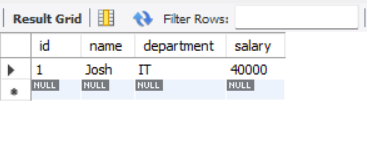 Result Grid Filter Rows:
id name department salary
1 Josh IT 40000
NULL NULL NULL NULL